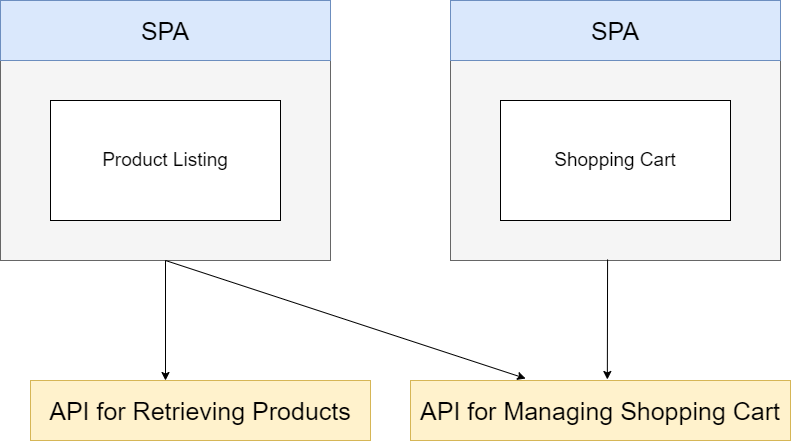 SPA
SPA
Product Listing
Shopping Cart
API for Retrieving Products
API for Managing Shopping Cart